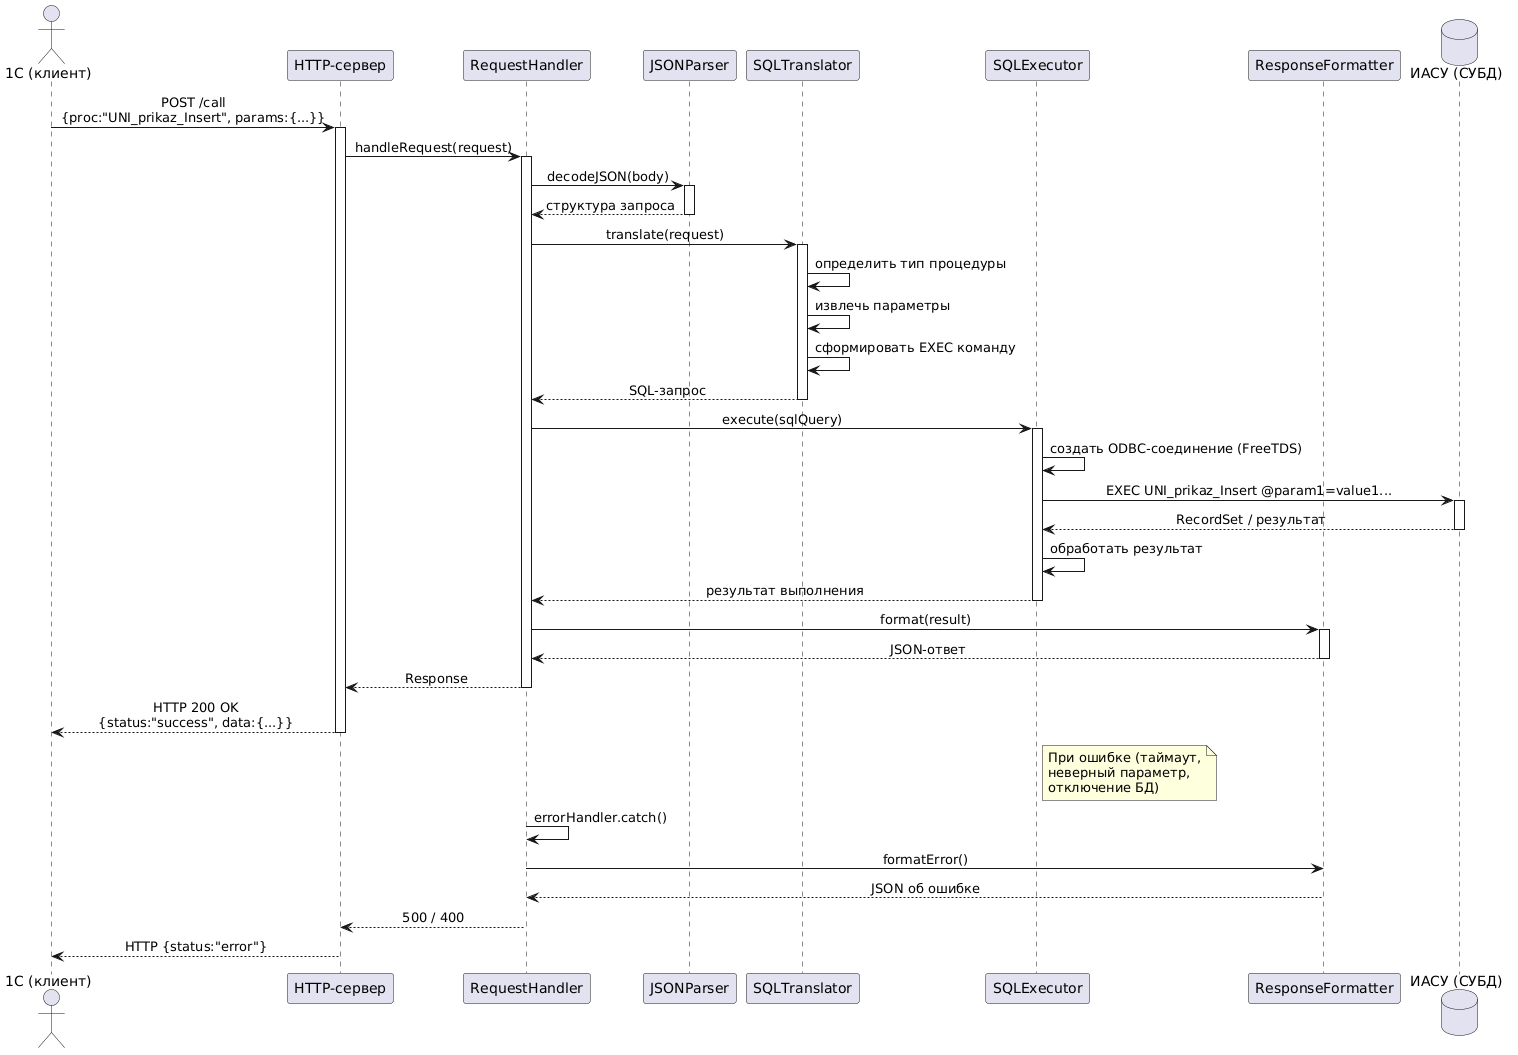 1С (клиент)
HTTP-сервер
RequestHandler
JSONParser
SQLTranslator
SQLExecutor
ResponseFormatter
ИАСУ (СУБД)
POST /call
{proc:"UNI_prikaz_Insert", params:{...}}
handleRequest(request)
decodeJSON(body)
структура запроса
translate(request)
определить тип процедуры
извлечь параметры
сформировать EXEC команду
SQL-запрос
execute(sqlQuery)
создать ODBC-соединение (FreeTDS)
EXEC UNI_prikaz_Insert @param1=value1...
RecordSet / результат
обработать результат
результат выполнения
format(result)
JSON-ответ
Response
HTTP 200 OK
{status:"success", data:{...}}
При ошибке (таймаут,
неверный параметр,
отключение БД)
errorHandler.catch()
formatError()
JSON об ошибке
500 / 400
HTTP {status:"error"}
1С (клиент)
HTTP-сервер
RequestHandler
JSONParser
SQLTranslator
SQLExecutor
ResponseFormatter
ИАСУ (СУБД)